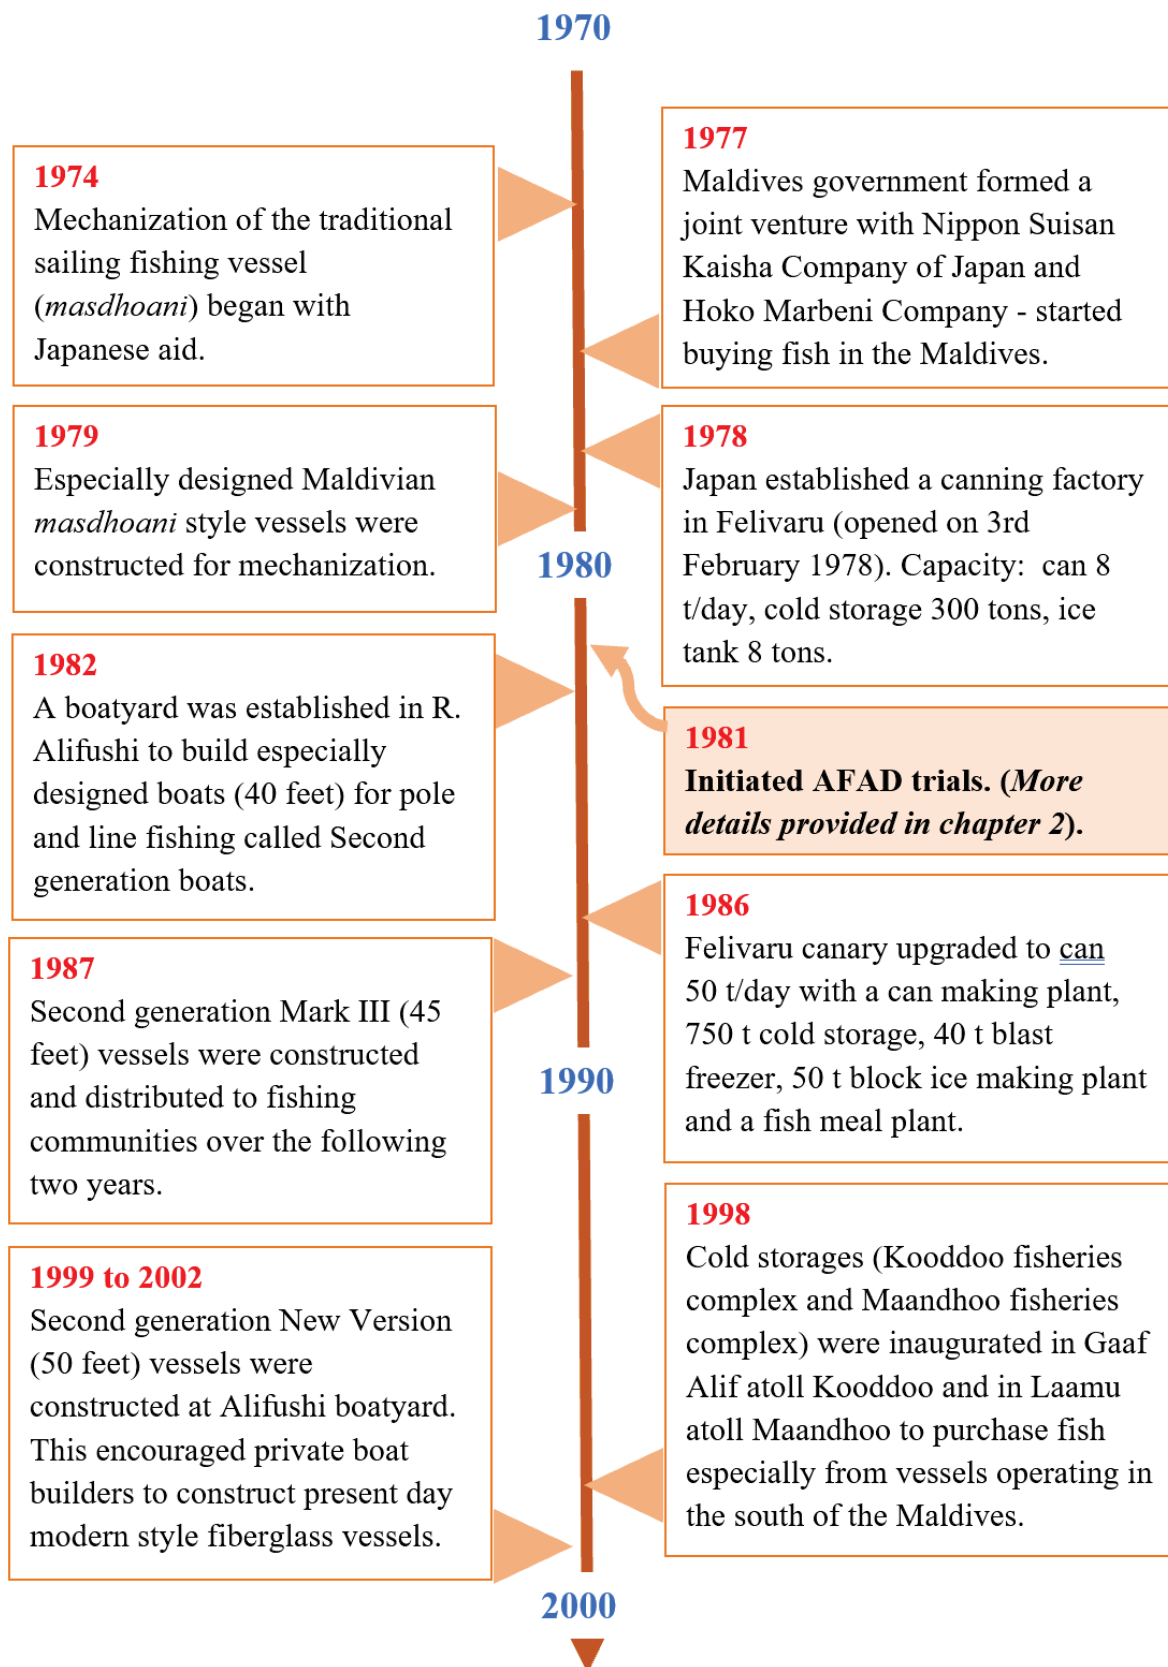 1970
1974
Mechanization of the traditional
sailing fishing vessel
(masdhoani) began with
Japanese aid.
1977
Maldives government formed a
joint venture with Nippon Suisan
Kaisha Company of Japan and
Hoko Marbeni Company - started
buying fish in the Maldives.
1979
Especially designed Maldivian
masdhoani style vessels were
constructed for mechanization.
1978
Japan established a canning factory
in Felivaru (opened on 3rd
February 1978). Capacity:  can 8
t/day, cold storage 300 tons, ice
tank 8 tons.
1980
1982
A boatyard was established in R.
Alifushi to build especially
designed boats (40 feet) for pole
and line fishing called Second
generation boats.
1981
Initiated AFAD trials. (More
details provided in chapter 2).
1986
Felivaru canary upgraded to can
50 t/day with a can making plant,
750 t cold storage, 40 t blast
freezer, 50 t block ice making plant
and a fish meal plant.
1987
Second generation Mark III (45
feet) vessels were constructed
and distributed to fishing
communities over the following
two years.
1990
1998
Cold storages (Kooddoo fisheries
complex and Maandhoo fisheries
complex) were inaugurated in Gaaf
Alif atoll Kooddoo and in Laamu
atoll Maandhoo to purchase fish
especially from vessels operating in
the south of the Maldives.
1999 to 2002
Second generation New Version
(50 feet) vessels were
constructed at Alifushi boatyard.
This encouraged private boat
builders to construct present day
modern style fiberglass vessels.
2000